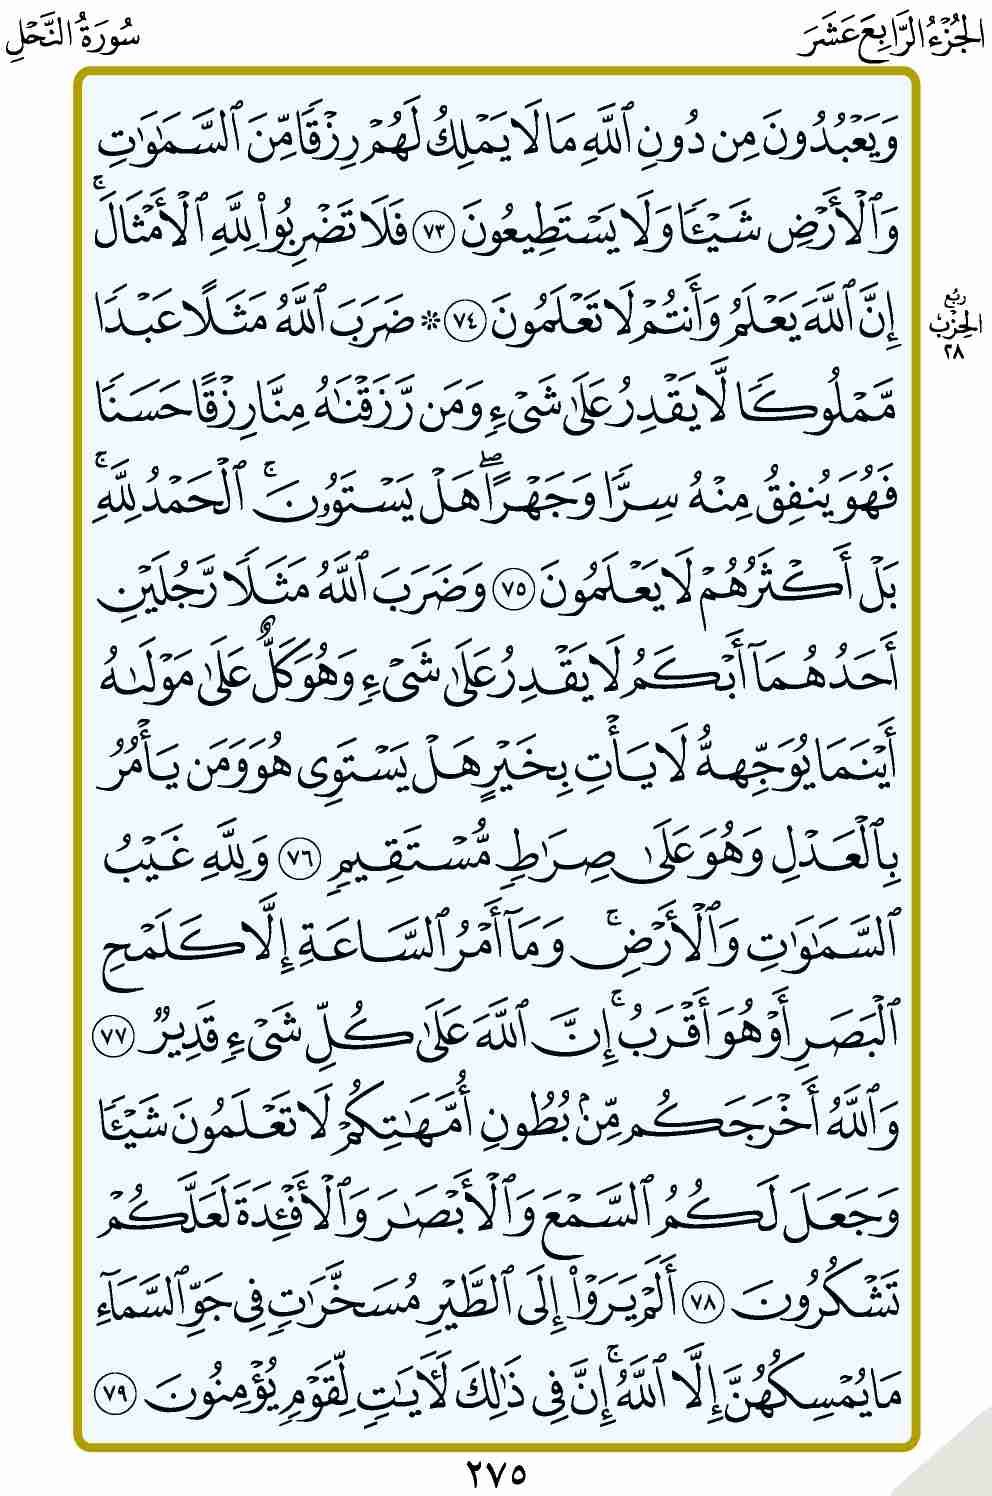 الجُزْءُ الرَّابِعَ عَشَرَ
سُورَةُ النَّحْلِ
وَيَعْبُدُونَ مِن دُونِ ٱللَّهِ مَا لَا يَمْلِكُ لَهُمْ رِزْقًا مِّنَ ٱلسَّمَٰوَٰتِ
وَٱلْأَرْضِ شَيْـًٔا وَلَا يَسْتَطِيعُونَ ٧٣ فَلَا تَضْرِبُوا۟ لِلَّهِ ٱلْأَمْثَالَ ۚ
إِنَّ ٱللَّهَ يَعْلَمُ وَأَنتُمْ لَا تَعْلَمُونَ ٧٤ * ضَرَبَ ٱللَّهُ مَثَلًا عَبْدًا
رُبْعُ
الحِزْبِ
٢٨
مَّمْلُوكًا لَّا يَقْدِرُ عَلَىٰ شَىْءٍ وَمَن رَّزَقْنَٰهُ مِنَّا رِزْقًا حَسَنًا
فَهُوَ يُنفِقُ مِنْهُ سِرًّا وَجَهْرًا ۖ هَلْ يَسْتَوُۥنَ ۚ ٱلْحَمْدُ لِلَّهِ ۚ
بَلْ أَكْثَرُهُمْ لَا يَعْلَمُونَ ٧٥ وَضَرَبَ ٱللَّهُ مَثَلًا رَّجُلَيْنِ
أَحَدُهُمَآ أَبْكَمُ لَا يَقْدِرُ عَلَىٰ شَىْءٍ وَهُوَ كَلٌّ عَلَىٰ مَوْلَىٰهُ
أَيْنَمَا يُوَجِّههُّ لَا يَأْتِ بِخَيْرٍ هَلْ يَسْتَوِى هُوَ وَمَن يَأْمُرُ
بِٱلْعَدْلِ وَهُوَ عَلَىٰ صِرَٰطٍ مُّسْتَقِيمٍ ٧٦ وَلِلَّهِ غَيْبُ
ٱلسَّمَٰوَٰتِ وَٱلْأَرْضِ ۚ وَمَآ أَمْرُ ٱلسَّاعَةِ إِلَّا كَلَمْحِ
ٱلْبَصَرِ أَوْ هُوَ أَقْرَبُ ۚ إِنَّ ٱللَّهَ عَلَىٰ كُلِّ شَىْءٍ قَدِيرٌ ٧٧
وَٱللَّهُ أَخْرَجَكُم مِّنۢ بُطُونِ أُمَّهَٰتِكُمْ لَا تَعْلَمُونَ شَيْـًٔا
وَجَعَلَ لَكُمُ ٱلسَّمْعَ وَٱلْأَبْصَٰرَ وَٱلْأَفْـِٔدَةَ لَعَلَّكُمْ
تَشْكُرُونَ ٧٨ أَلَمْ يَرَوْا۟ إِلَى ٱلطَّيْرِ مُسَخَّرَٰتٍ فِى جَوِّ ٱلسَّمَآءِ
مَا يُمْسِكُهُنَّ إِلَّا ٱللَّهُ ۗ إِنَّ فِى ذَٰلِكَ لَـَٔايَٰتٍ لِّقَوْمٍ يُؤْمِنُونَ ٧٩
٢٧٥